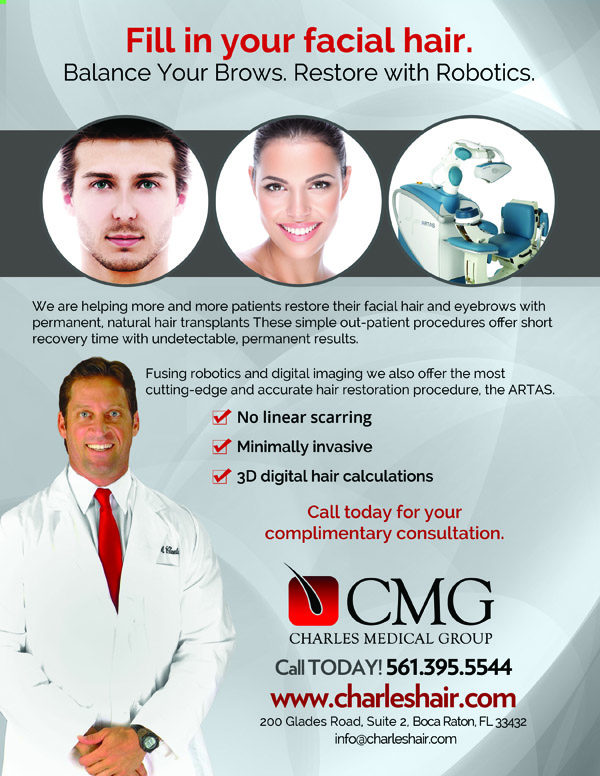 Fill in your facial hair.
Balance Your Brows. Restore with Robotics.
ARTAS
We are helping more and more patients restore their facial hair and eyebrows with
permanent, natural hair transplants These simple out-patient procedures offer short
recovery time with undetectable, permanent results.
Fusing robotics and digital imaging we also offer the most
cutting-edge and accurate hair restoration procedure, the ARTAS.
No linear scarring
Minimally invasive
3D digital hair calculations
Call today for your
complimentary consultation.
CMG
CHARLES MEDICAL GROUP
Call TODAY! 561.395.5544
www.charleshair.com
200 Glades Road, Suite 2, Boca Raton, FL 33432
info@charleshair.com